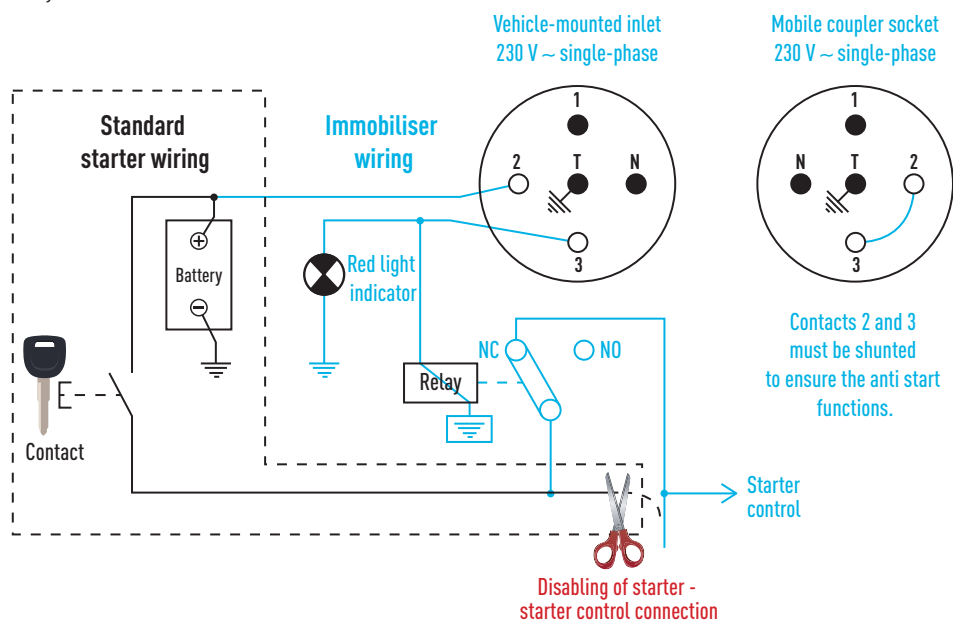 Vehicle-mounted inlet
230 V ~ single-phase
Mobile coupler socket
230 V ~ single-phase
Standard
starter wiring
Immobiliser
wiring
1
2
T
N
3
1
N
T
2
3
+
Battery
−
Red light
indicator
Contacts 2 and 3
must be shunted
to ensure the anti start
functions.
NC
NO
Relay
Contact
Starter
control
Disabling of starter -
starter control connection